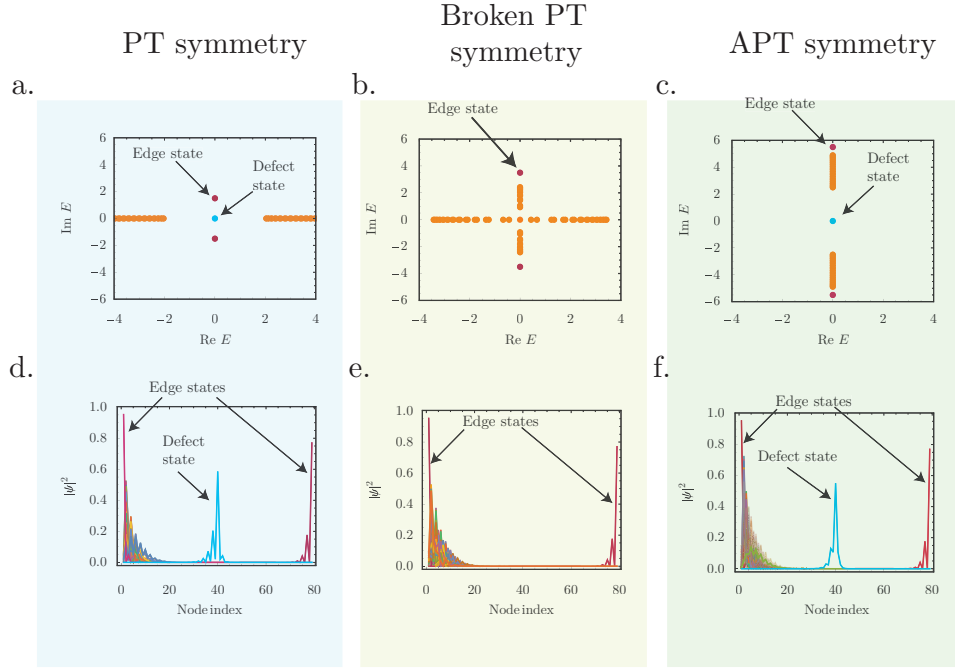 PT symmetry
Broken PT
symmetry
APT symmetry
a.
b.
c.
Edge state
Defect
state
Im E
6
4
2
0
−2
−4
−6
−4
−2
0
2
4
Re E
Edge state
Im E
6
4
2
0
−2
−4
−6
−4
−2
0
2
4
Re E
Edge state
Defect
state
Im E
6
4
2
0
−2
−4
−6
−4
−2
0
2
4
Re E
d.
e.
f.
Edge states
Defect
state
|ψ|²
1.0
0.8
0.6
0.4
0.2
0.0
0
20
40
60
80
Node index
Edge states
|ψ|²
1.0
0.8
0.6
0.4
0.2
0.0
0
20
40
60
80
Node index
Edge states
Defect state
|ψ|²
1.0
0.8
0.6
0.4
0.2
0.0
0
20
40
60
80
Node index